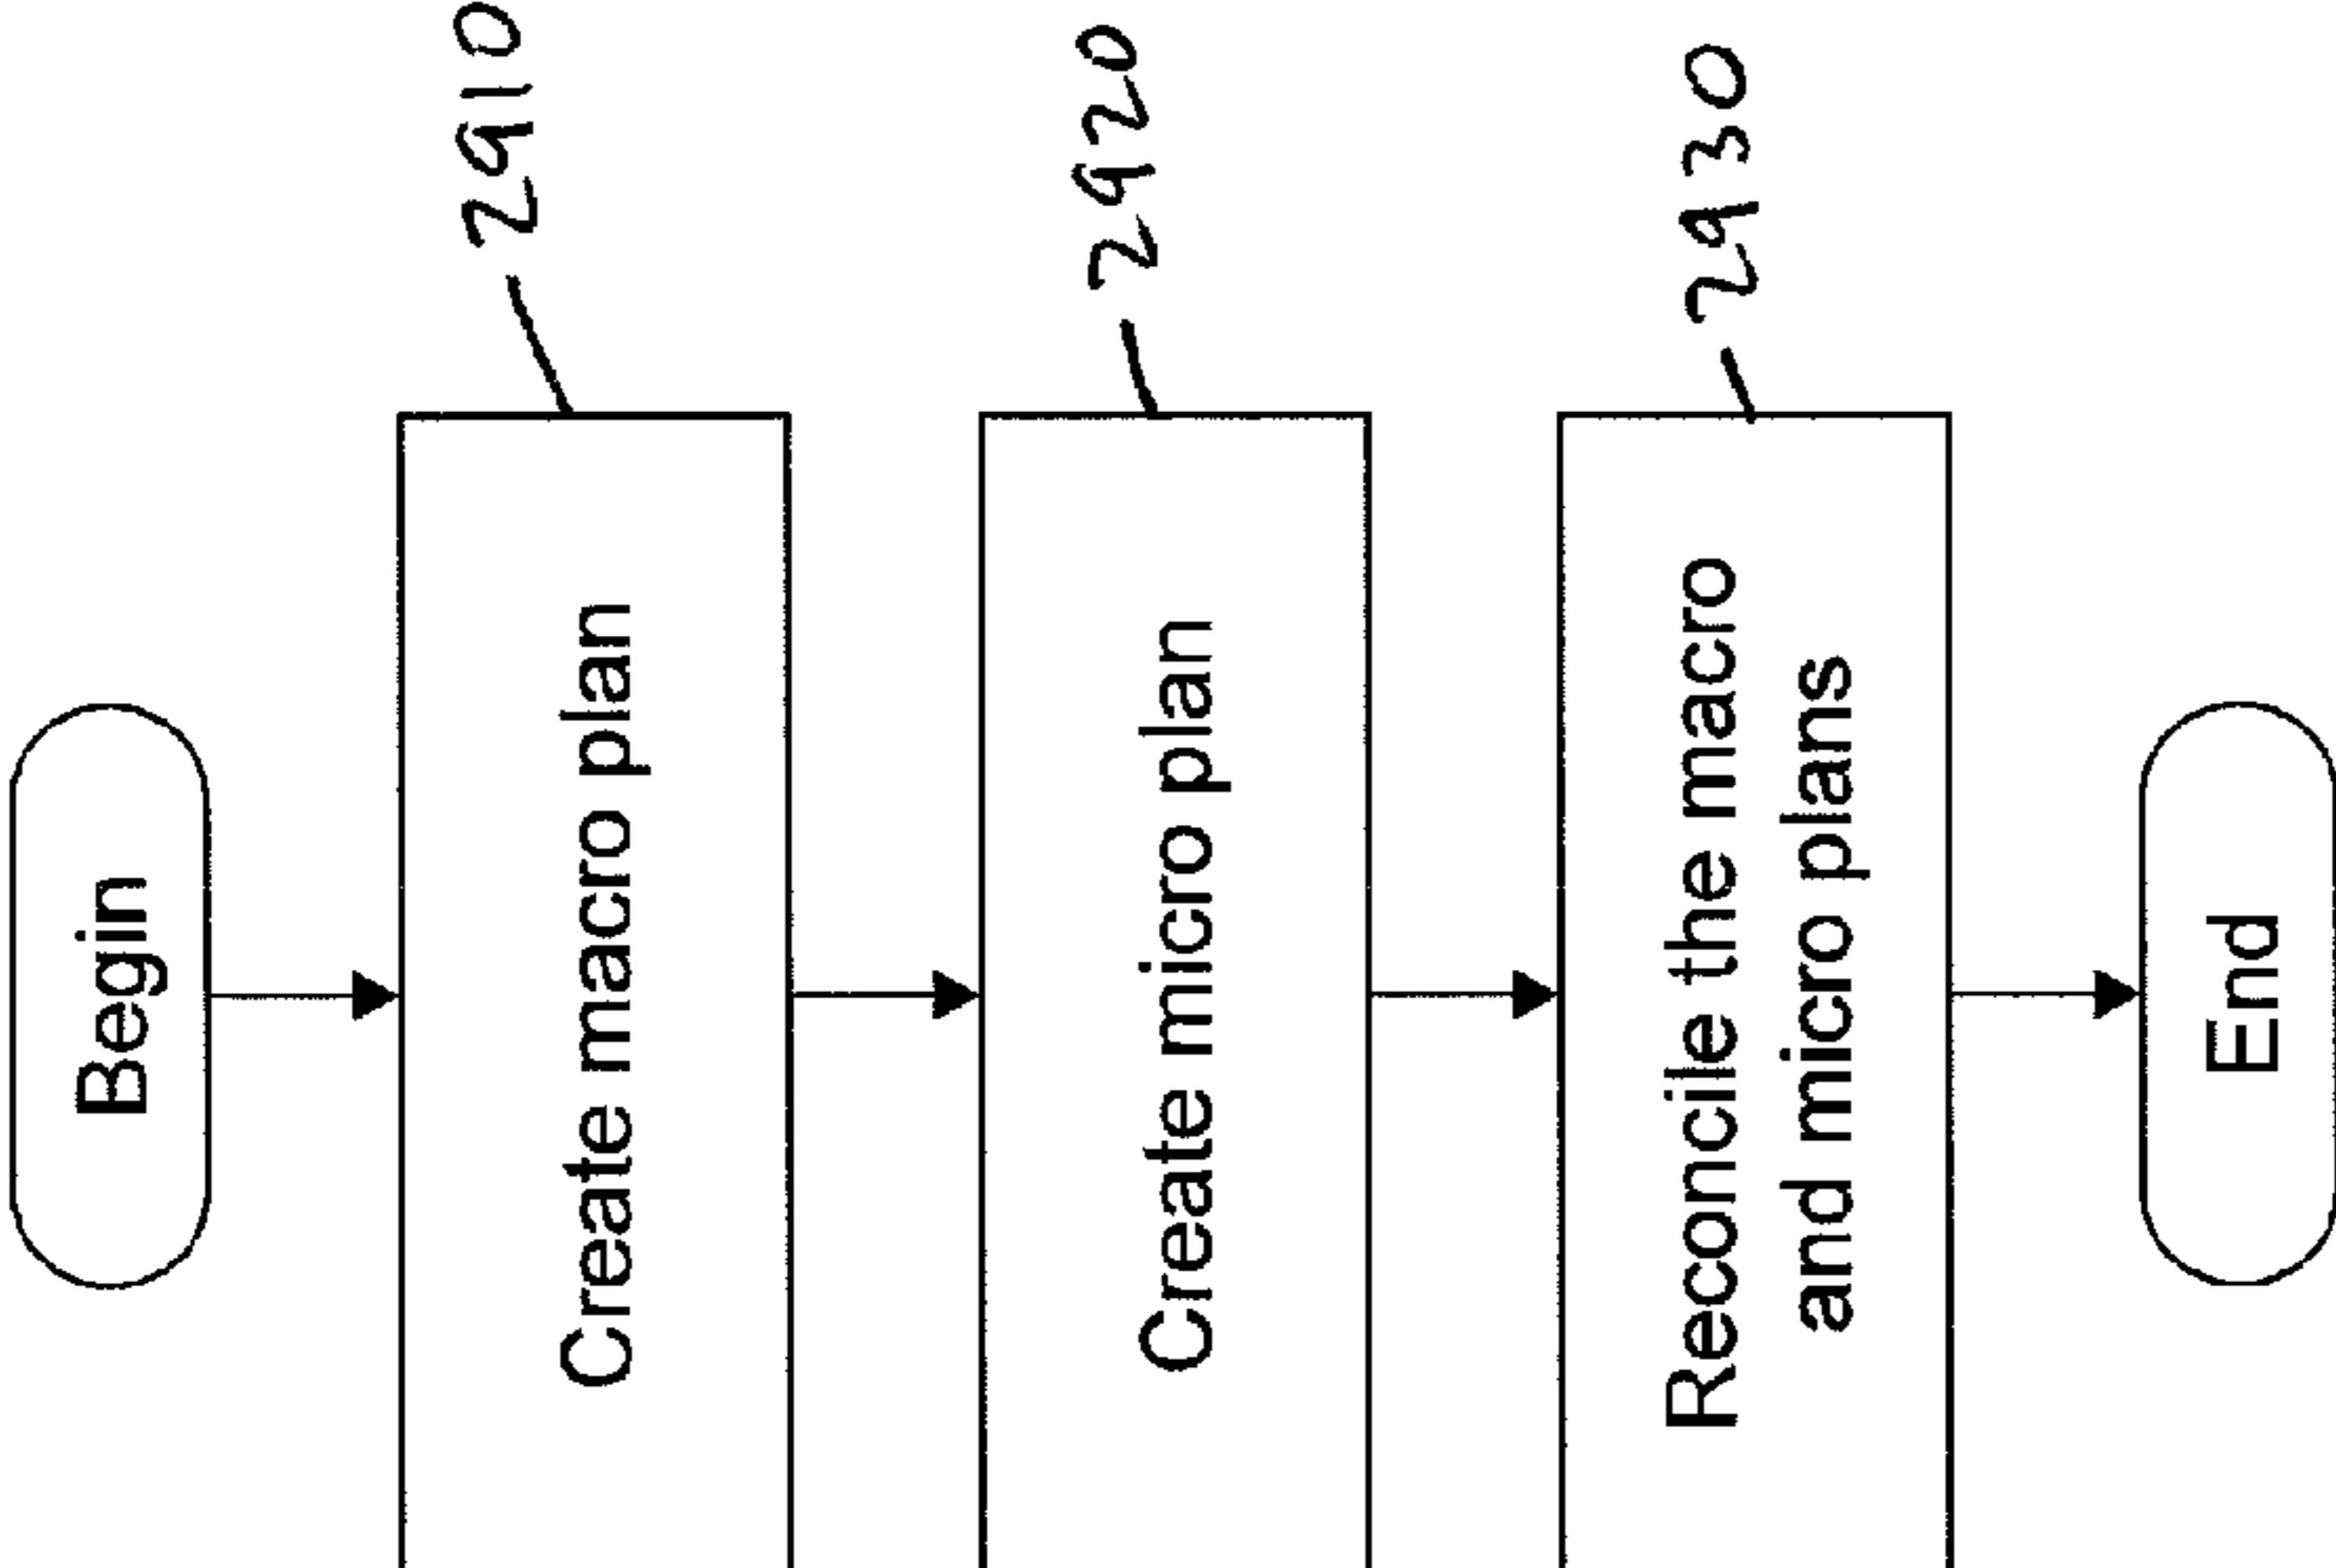 Begin
Create macro plan
2910
Create micro plan
2920
Reconcile the macro
and micro plans
2930
End